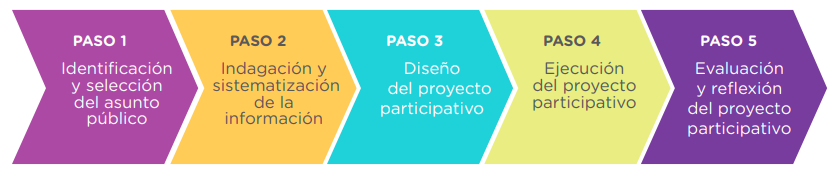 PASO 1
Identificación
y selección
del asunto
público
PASO 2
Indagación y
sistematización
de la
información
PASO 3
Diseño
del proyecto
participativo
PASO 4
Ejecución
del proyecto
participativo
PASO 5
Evaluación
y reflexión
del proyecto
participativo